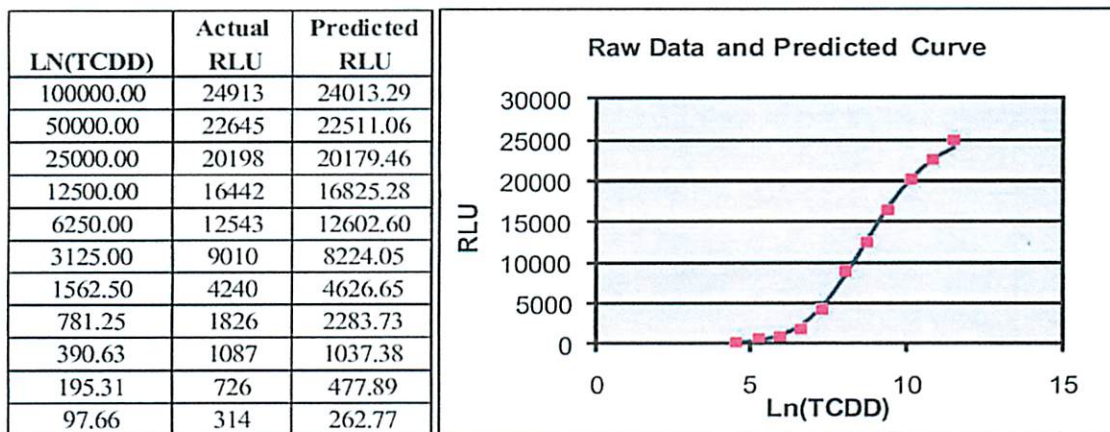 LN(TCDD) Actual RLU Predicted RLU
100000.00 24913 24013.29
50000.00 22645 22511.06
25000.00 20198 20179.46
12500.00 16442 16825.28
6250.00 12543 12602.60
3125.00 9010 8224.05
1562.50 4240 4626.65
781.25 1826 2283.73
390.63 1087 1037.38
195.31 726 477.89
97.66 314 262.77
Raw Data and Predicted Curve
30000
25000
20000
15000
10000
5000
0
RLU
0 5 10 15
Ln(TCDD)